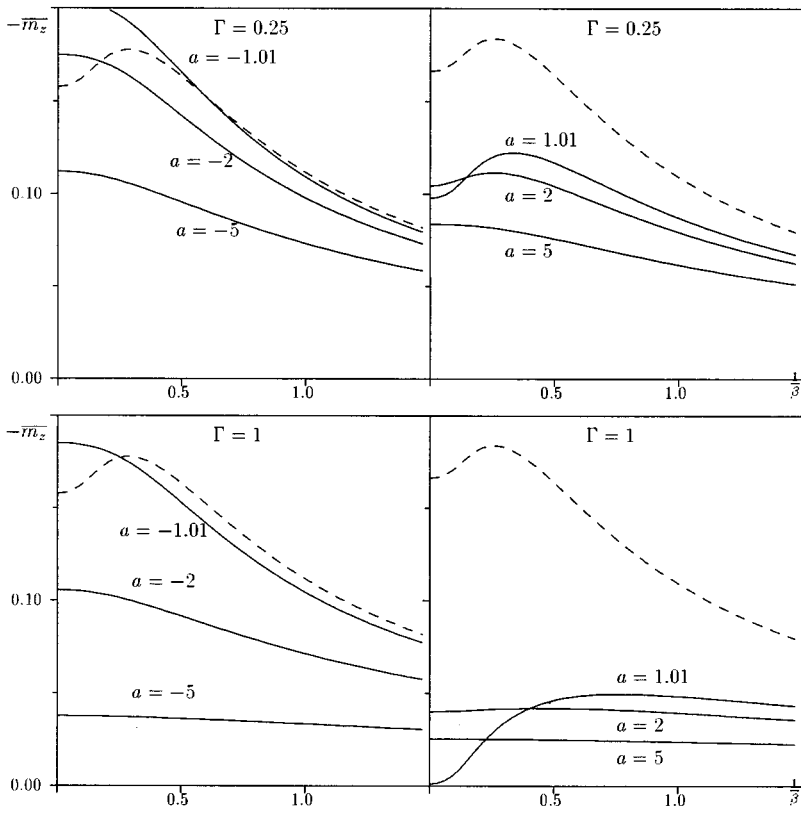 −m̅_z̅
Γ = 0.25
a = −1.01
a = −2
a = −5
0.10
0.00
0.5
1.0
Γ = 0.25
a = 1.01
a = 2
a = 5
0.5
1.0
1/β
−m̅_z̅
Γ = 1
a = −1.01
a = −2
a = −5
0.10
0.00
0.5
1.0
Γ = 1
a = 1.01
a = 2
a = 5
0.5
1.0
1/β